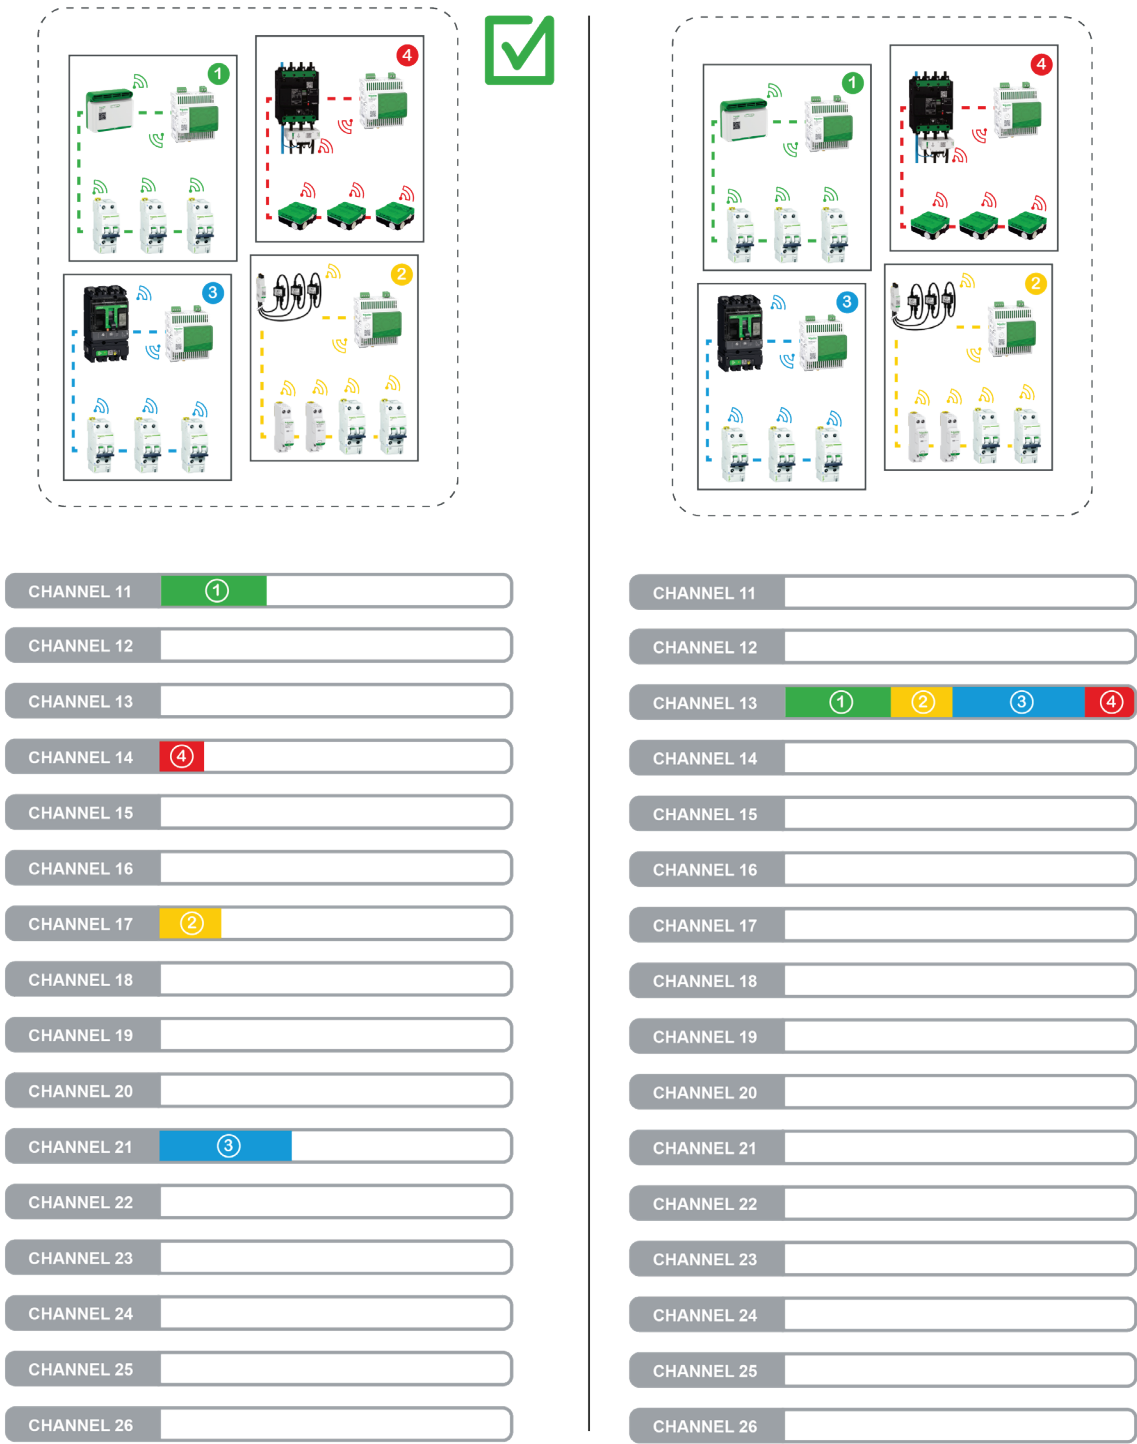 1
4
3
2
CHANNEL 11 1
CHANNEL 12
CHANNEL 13
CHANNEL 14 4
CHANNEL 15
CHANNEL 16
CHANNEL 17 2
CHANNEL 18
CHANNEL 19
CHANNEL 20
CHANNEL 21 3
CHANNEL 22
CHANNEL 23
CHANNEL 24
CHANNEL 25
CHANNEL 26
1
4
3
2
CHANNEL 11
CHANNEL 12
CHANNEL 13 1 2 3 4
CHANNEL 14
CHANNEL 15
CHANNEL 16
CHANNEL 17
CHANNEL 18
CHANNEL 19
CHANNEL 20
CHANNEL 21
CHANNEL 22
CHANNEL 23
CHANNEL 24
CHANNEL 25
CHANNEL 26